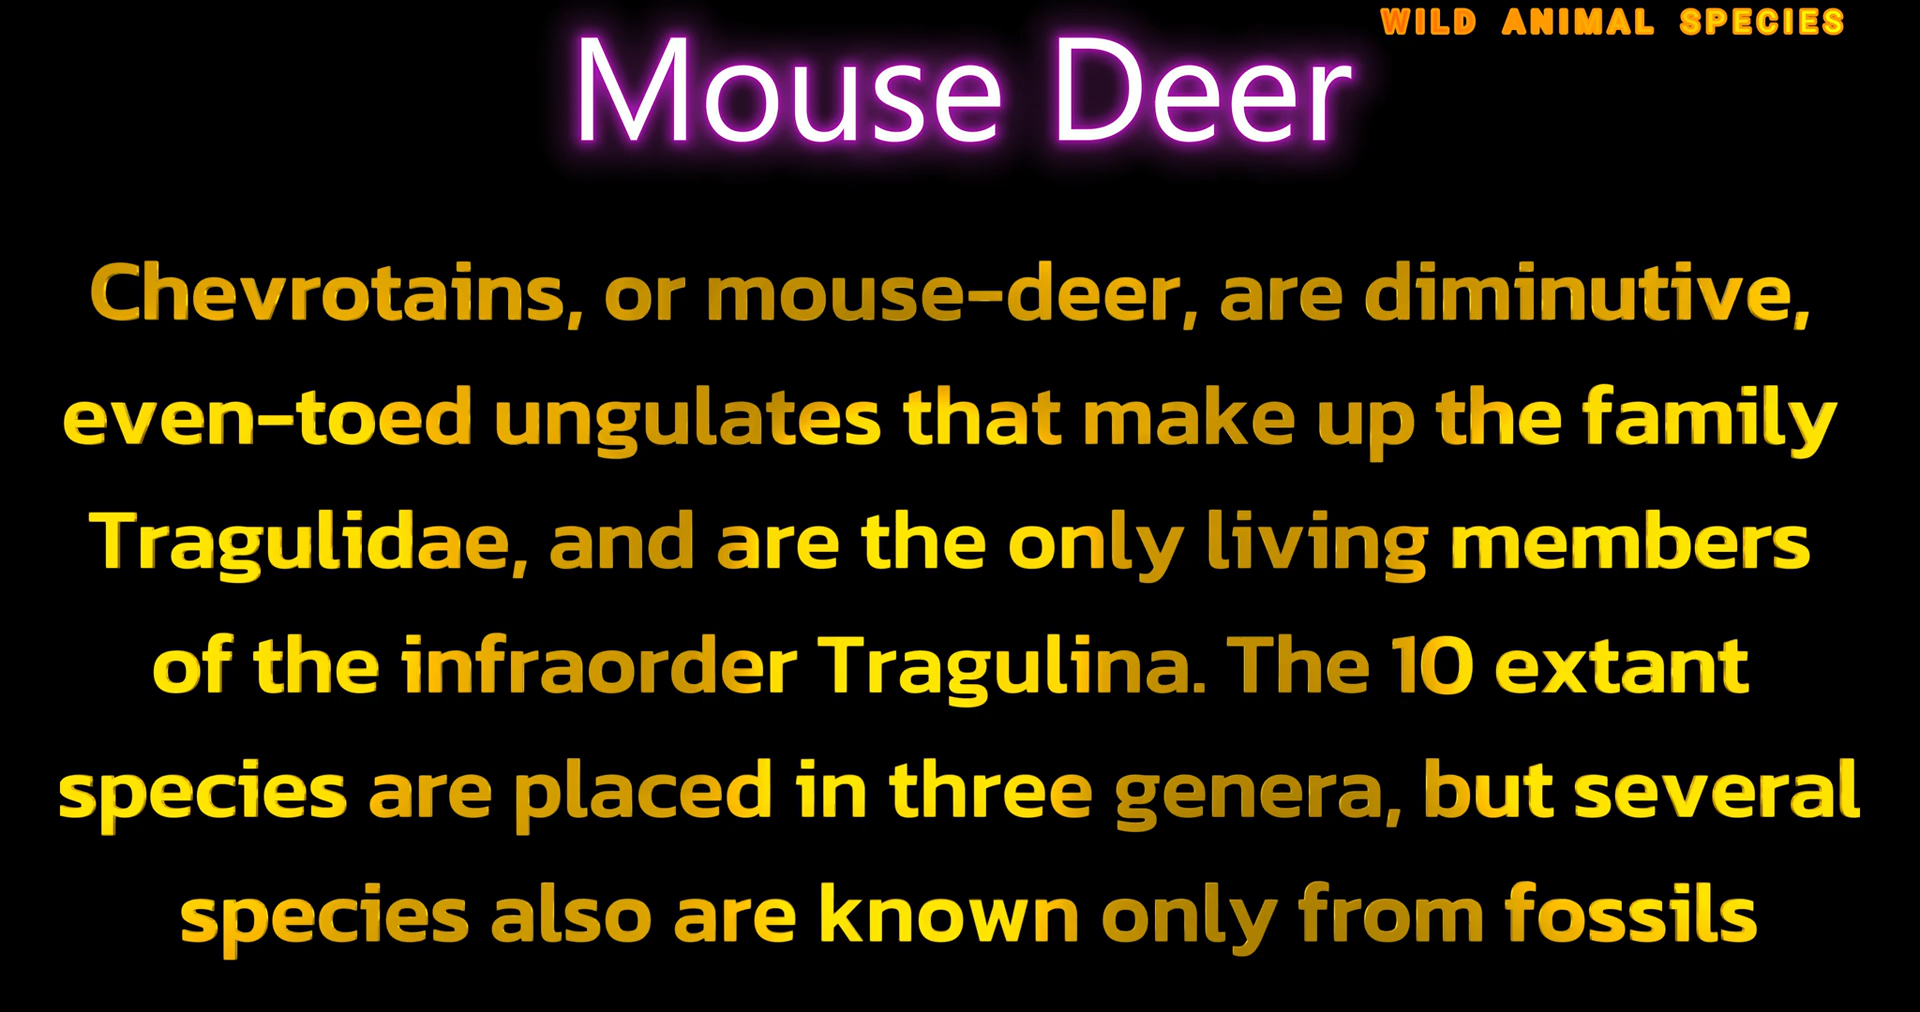 WILD ANIMAL SPECIES
Mouse Deer
Chevrotains, or mouse-deer, are diminutive,
even-toed ungulates that make up the family
Tragulidae, and are the only living members
of the infraorder Tragulina. The 10 extant
species are placed in three genera, but several
species also are known only from fossils